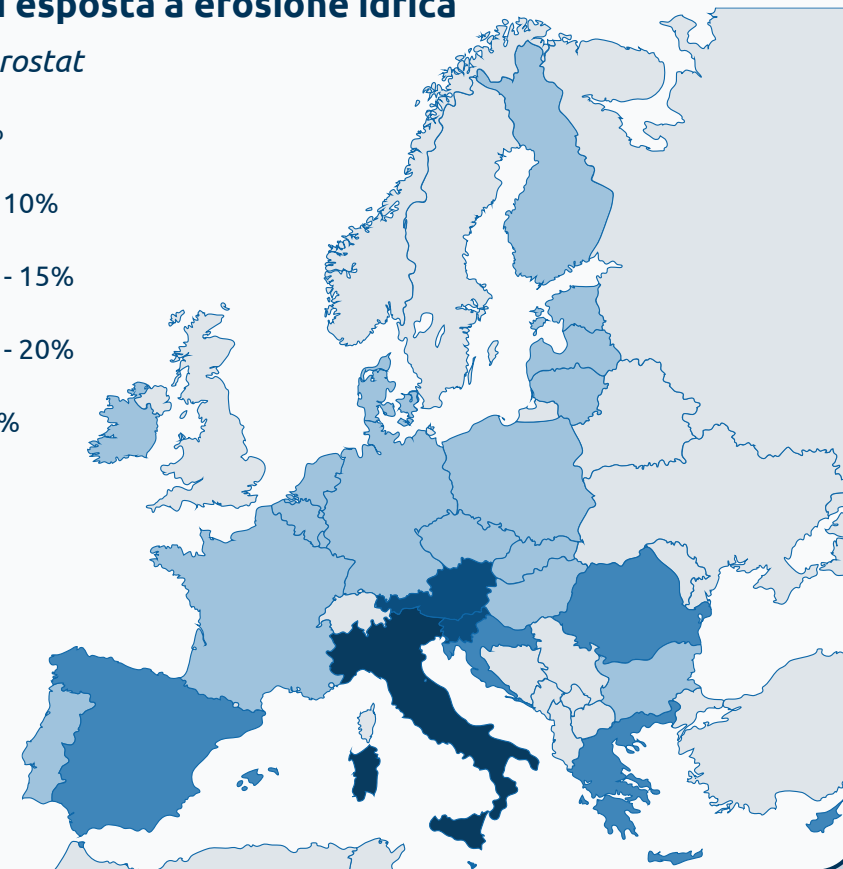 esposta a erosione idrica
rostat
10%
- 15%
- 20%
%